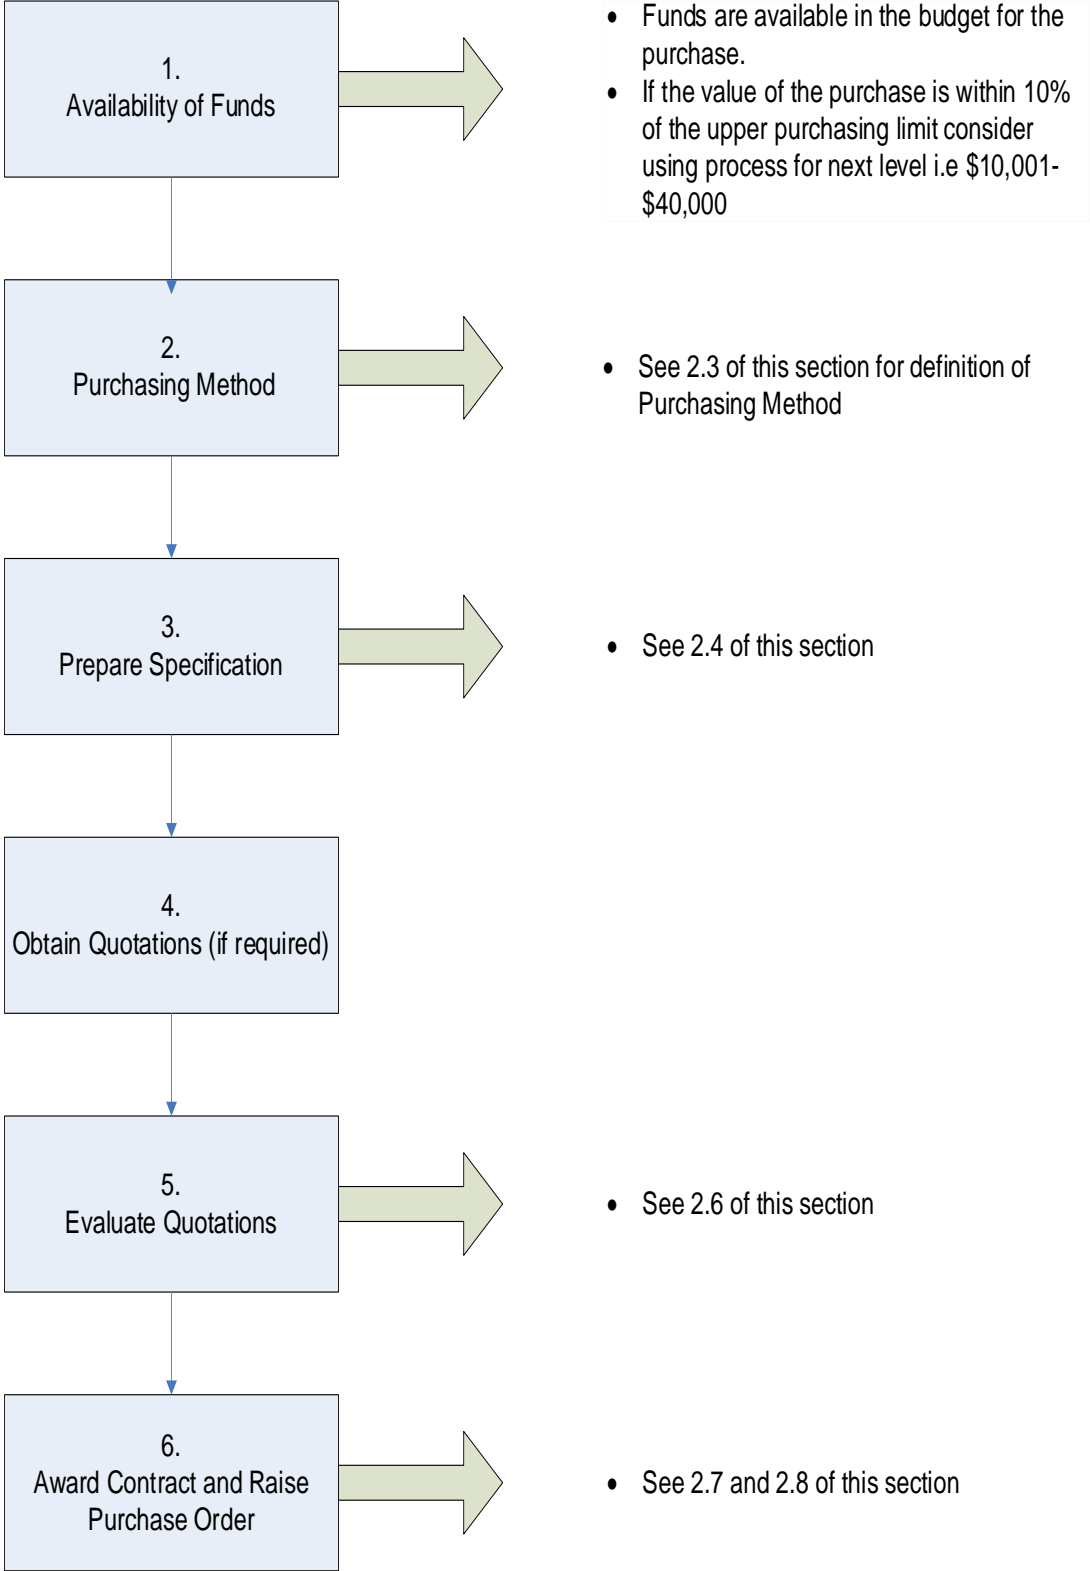 1.
Availability of Funds
• Funds are available in the budget for the
purchase.
• If the value of the purchase is within 10%
of the upper purchasing limit consider
using process for next level i.e $10,001-
$40,000
2.
Purchasing Method
• See 2.3 of this section for definition of
Purchasing Method
3.
Prepare Specification
• See 2.4 of this section
4.
Obtain Quotations (if required)
5.
Evaluate Quotations
• See 2.6 of this section
6.
Award Contract and Raise
Purchase Order
• See 2.7 and 2.8 of this section